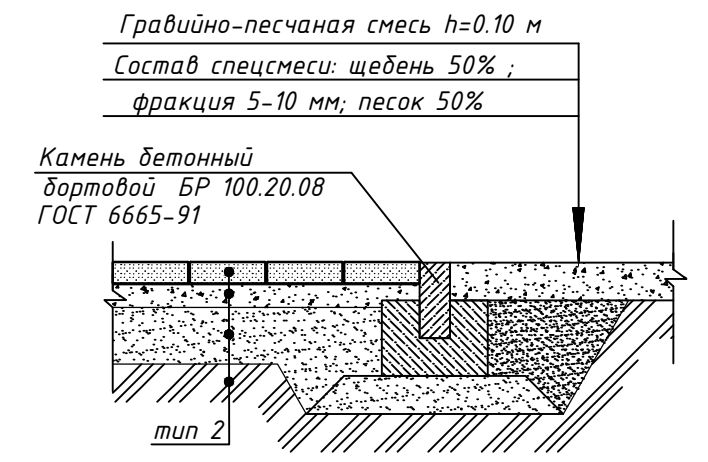 Гравийно-песчаная смесь h=0.10 м
Состав спецсмеси: щебень 50% ;
фракция 5-10 мм; песок 50%
Камень бетонный
бортовой БР 100.20.08
ГОСТ 6665-91
тип 2